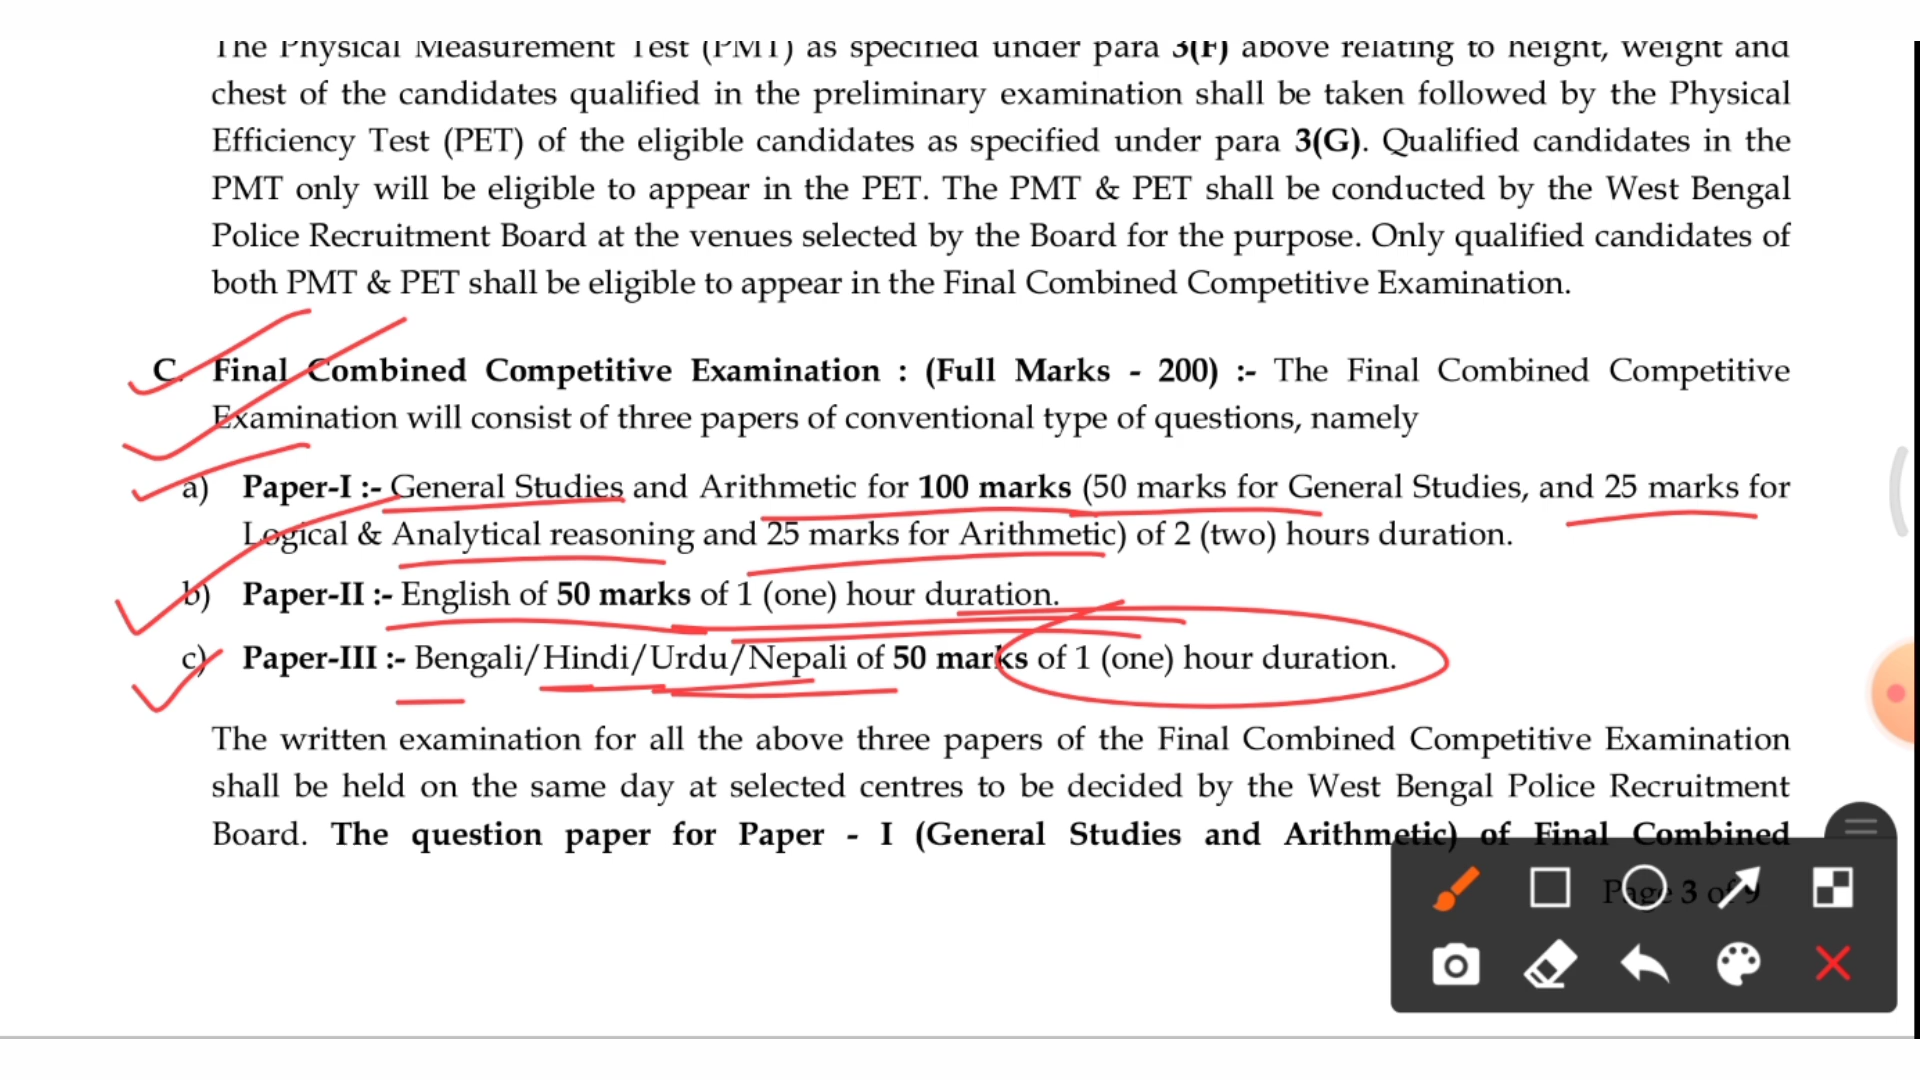 The Physical Measurement Test (PMT) as specified under para 3(F) above relating to height, weight and
chest of the candidates qualified in the preliminary examination shall be taken followed by the Physical
Efficiency Test (PET) of the eligible candidates as specified under para 3(G). Qualified candidates in the
PMT only will be eligible to appear in the PET. The PMT & PET shall be conducted by the West Bengal
Police Recruitment Board at the venues selected by the Board for the purpose. Only qualified candidates of
both PMT & PET shall be eligible to appear in the Final Combined Competitive Examination.
C. Final Combined Competitive Examination : (Full Marks - 200) :- The Final Combined Competitive
Examination will consist of three papers of conventional type of questions, namely
a) Paper-I :- General Studies and Arithmetic for 100 marks (50 marks for General Studies, and 25 marks for
Logical & Analytical reasoning and 25 marks for Arithmetic) of 2 (two) hours duration.
b) Paper-II :- English of 50 marks of 1 (one) hour duration.
c) Paper-III :- Bengali/Hindi/Urdu/Nepali of 50 marks of 1 (one) hour duration.
The written examination for all the above three papers of the Final Combined Competitive Examination
shall be held on the same day at selected centres to be decided by the West Bengal Police Recruitment
Board. The question paper for Paper - I (General Studies and Arithmetic) of Final Combined
Page 3 of 9